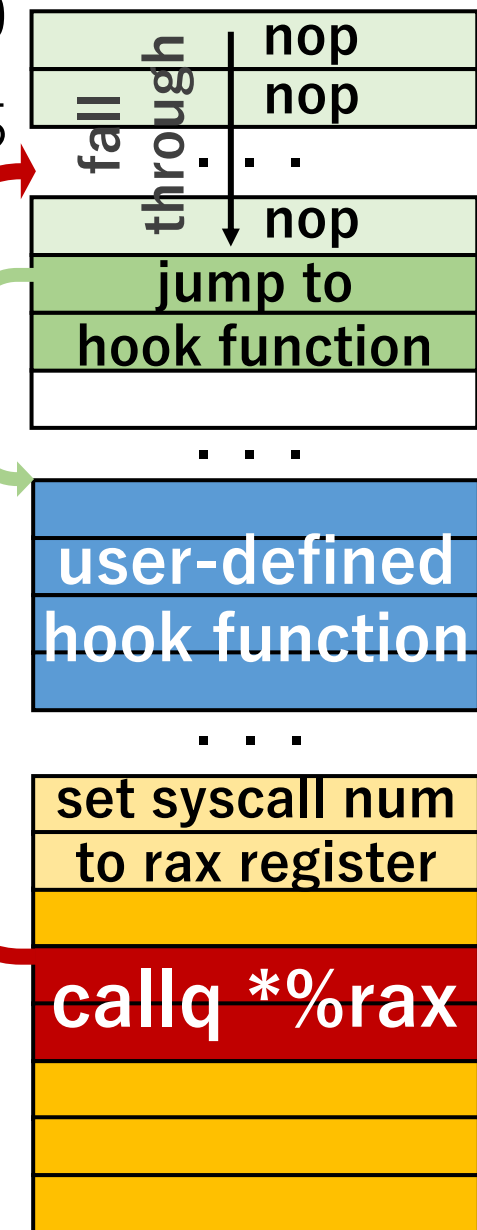 nop
nop
fall
through
. . .
nop
jump to
hook function
. . .
user-defined
hook function
. . .
set syscall num
to rax register
callq *%rax